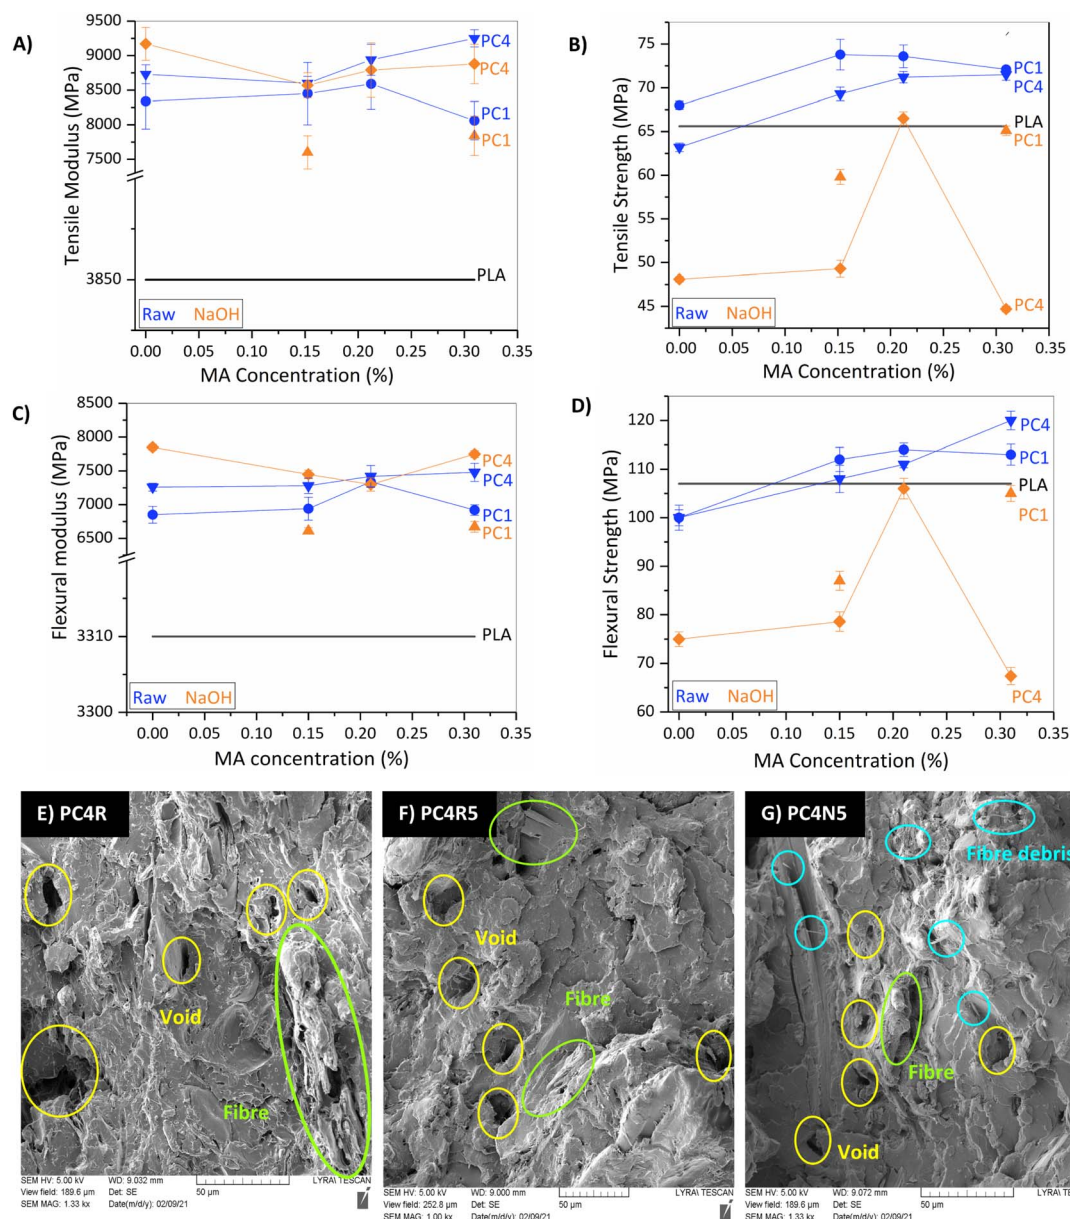 A)
Tensile Modulus (MPa)
9500
9000
8500
8000
7500
3850
PC4
PC4
PC1
PC1
PLA
Raw NaOH
0.00 0.05 0.10 0.15 0.20 0.25 0.30 0.35
MA Concentration (%)
B)
Tensile Strength (MPa)
75
70
65
60
55
50
45
PC1
PC4
PLA
PC1
PC4
Raw NaOH
0.00 0.05 0.10 0.15 0.20 0.25 0.30 0.35
MA Concentration (%)
C)
Flexural modulus (MPa)
8500
8000
7500
7000
6500
3310
3300
PC4
PC4
PC1
PC1
PLA
Raw NaOH
0.00 0.05 0.10 0.15 0.20 0.25 0.30 0.35
MA concentration (%)
D)
Flexural Strength (MPa)
120
110
100
90
80
70
60
PC4
PC1
PLA
PC1
PC4
Raw NaOH
0.00 0.05 0.10 0.15 0.20 0.25 0.30 0.35
MA Concentration (%)
E) PC4R
Void
Fibre
SEM HV: 5.00 kV WD: 9.032 mm LYRA\ TESCAN
View field: 189.6 µm Det: SE 50 µm
SEM MAG: 1.33 kx Date(m/d/y): 02/09/21
F) PC4R5
Void
Fibre
SEM HV: 5.00 kV WD: 9.000 mm LYRA\ TESCAN
View field: 252.8 µm Det: SE 50 µm
SEM MAG: 1.00 kx Date(m/d/y): 02/09/21
G) PC4N5
Fibre debris
Fibre
Void
SEM HV: 5.00 kV WD: 9.072 mm LYRA\ TE
View field: 189.6 µm Det: SE 50 µm
SEM MAG: 1.33 kx Date(m/d/y): 02/09/21